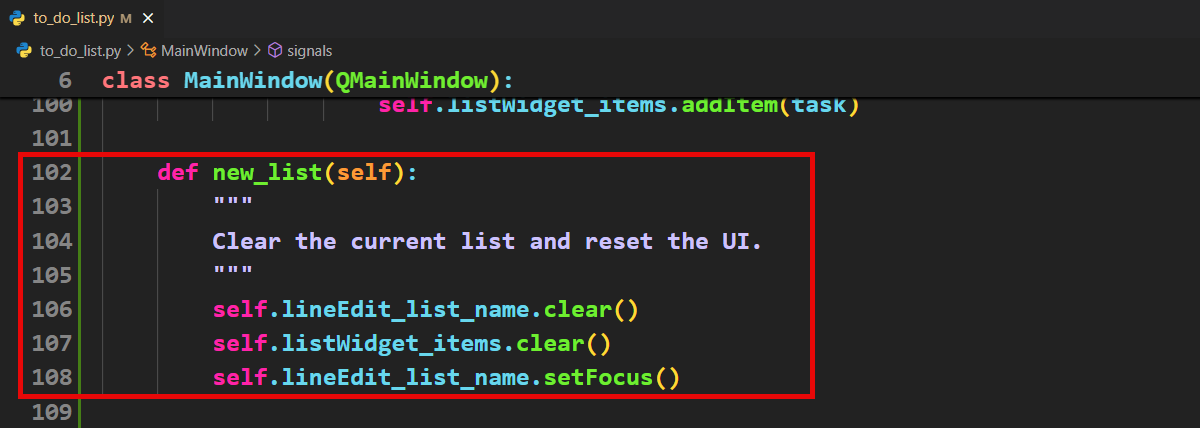 to_do_list.py M ×
to_do_list.py > MainWindow > signals
6 class MainWindow(QMainWindow):
100 self.listWidget_items.addItem(task)
101
102 def new_list(self):
103 """
104 Clear the current list and reset the UI.
105 """
106 self.lineEdit_list_name.clear()
107 self.listWidget_items.clear()
108 self.lineEdit_list_name.setFocus()
109